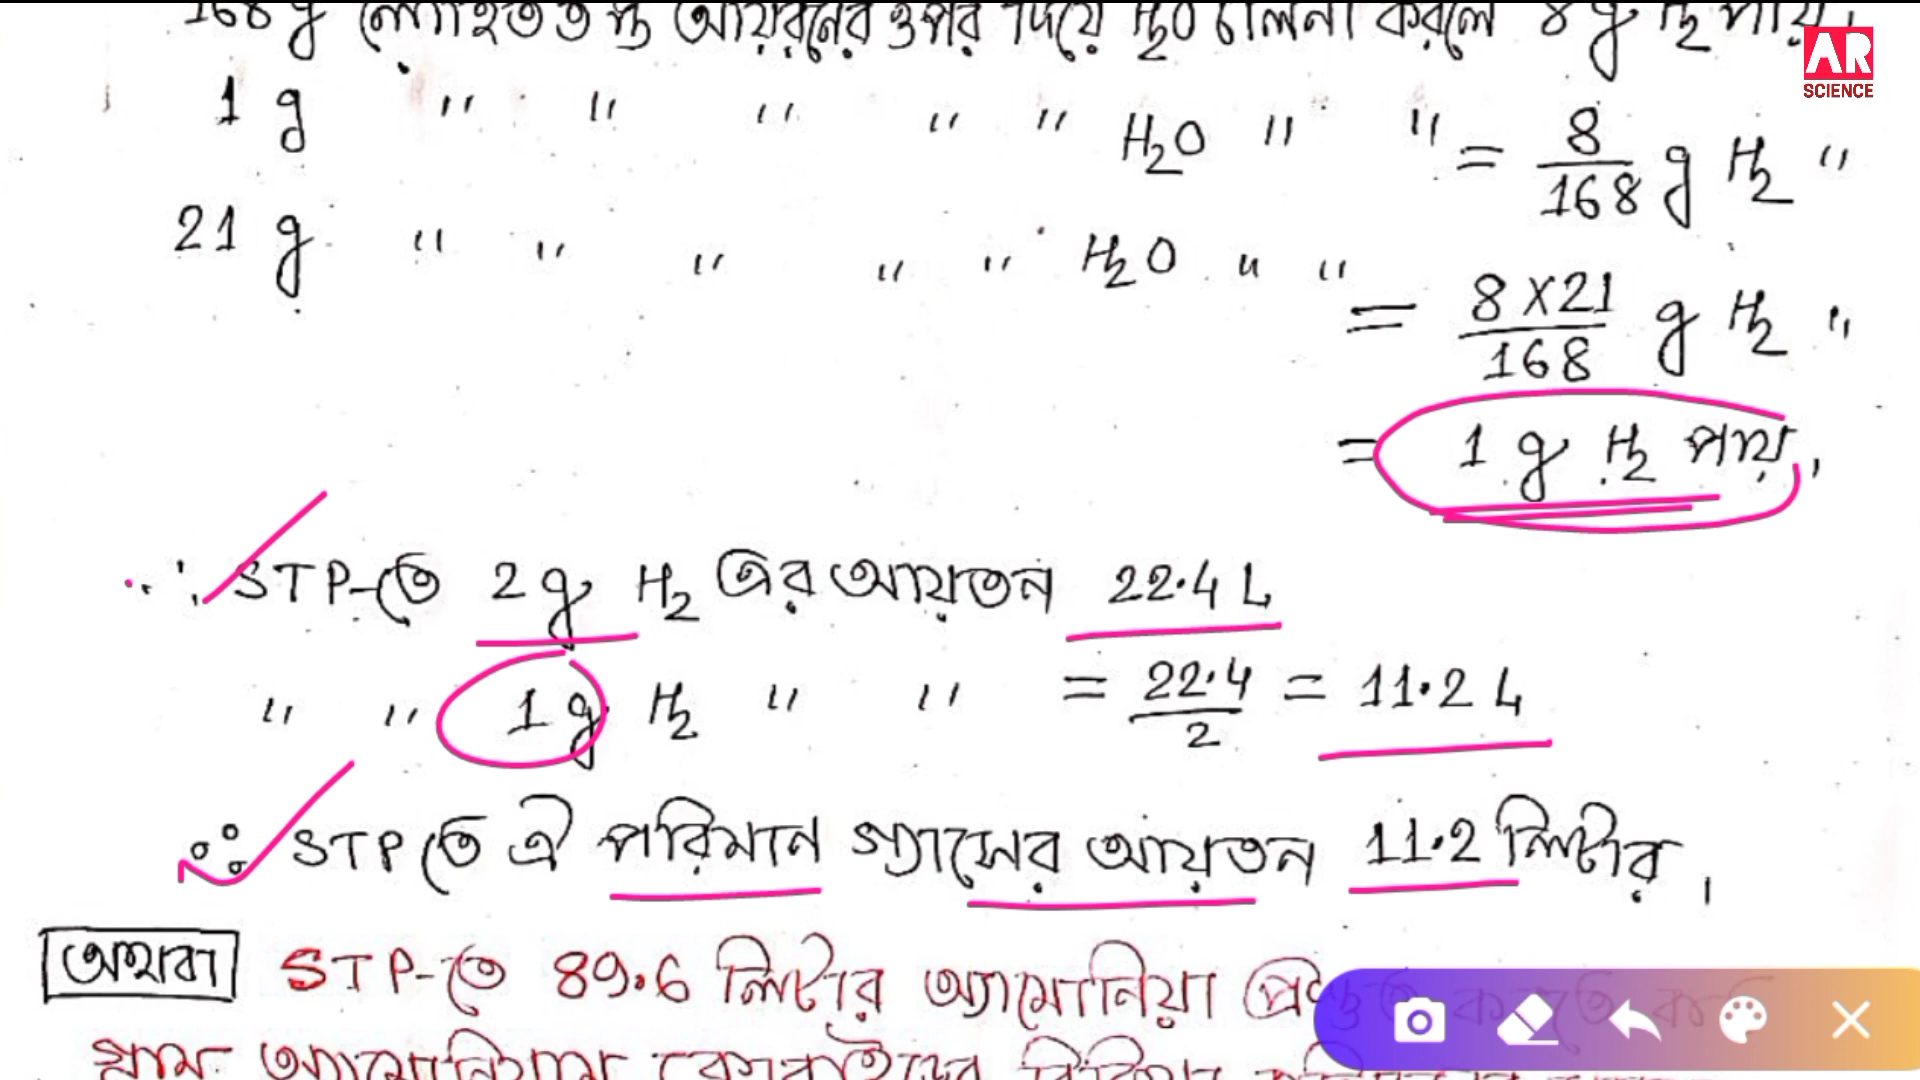 168 g লোহিততপ্ত আয়রনের ওপর দিয়ে H2O চালনা করলে 8 g H2 পায়।
AR
SCIENCE
1 g " " " " " H2O " " = 8/168 g H2 "
21 g " " " " " H2O " "
= 8 X 21/168 g H2 "
= 1 g H2 পায়,
∴ STP-তে 2g H2 এর আয়তন 22.4 L
" " 1g H2 " " = 22.4/2 = 11.2 L
∴ STP তে ঐ পরিমান গ্যাসের আয়তন 11.2 লিটার,
অথবা STP-তে 89.6 লিটার অ্যামোনিয়া
গ্রাম অ্যামোনিয়াম